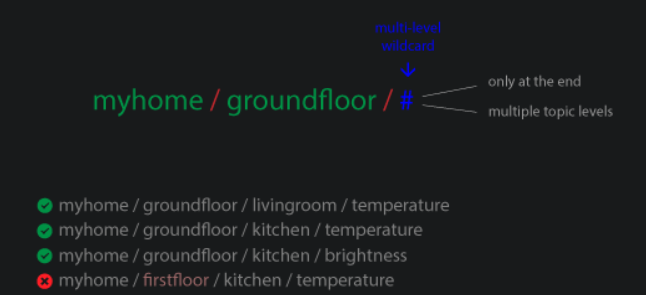 multi-level
wildcard
myhome / groundfloor / #
only at the end
multiple topic levels
myhome / groundfloor / livingroom / temperature
myhome / groundfloor / kitchen / temperature
myhome / groundfloor / kitchen / brightness
myhome / firstfloor / kitchen / temperature